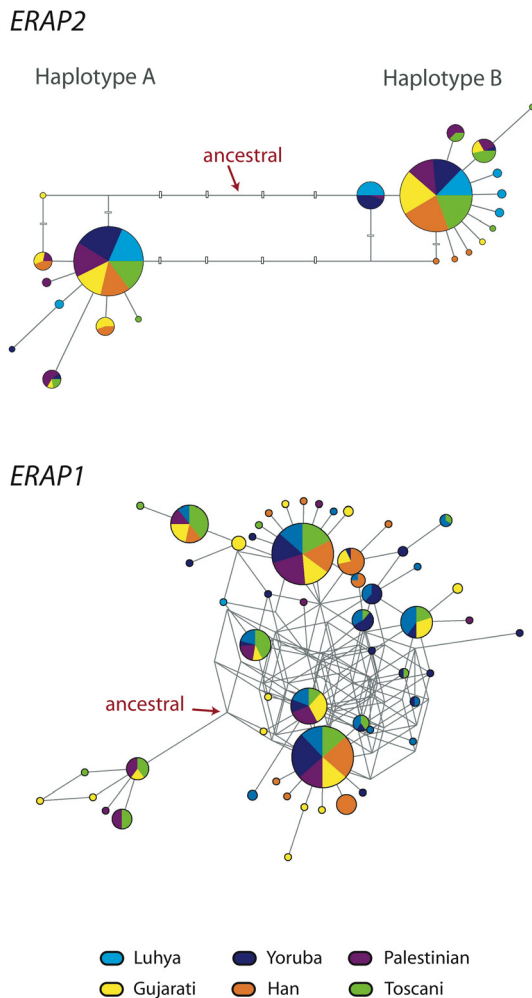 ERAP2
Haplotype A
Haplotype B
ancestral
ERAP1
ancestral
Luhya
Yoruba
Palestinian
Gujarati
Han
Toscani